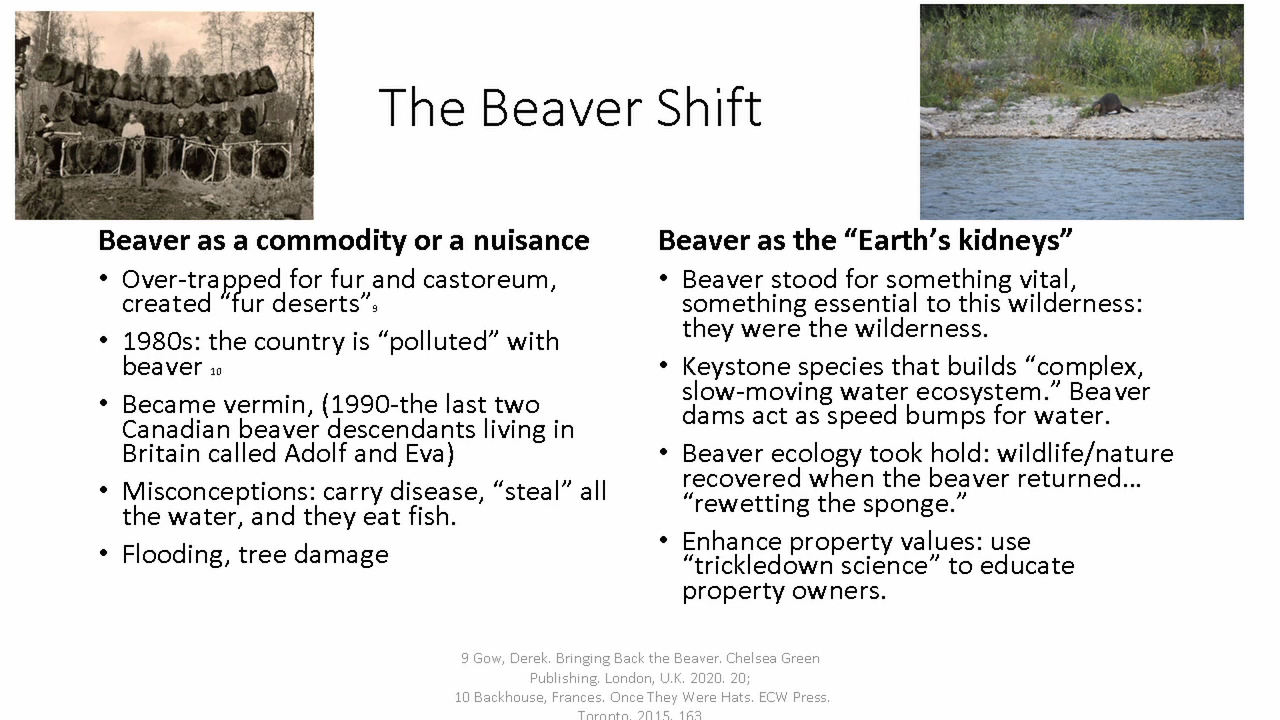 The Beaver Shift
Beaver as a commodity or a nuisance
• Over-trapped for fur and castoreum,
created “fur deserts”9
• 1980s: the country is “polluted” with
beaver 10
• Became vermin, (1990-the last two
Canadian beaver descendants living in
Britain called Adolf and Eva)
• Misconceptions: carry disease, “steal” all
the water, and they eat fish.
• Flooding, tree damage
Beaver as the “Earth’s kidneys”
• Beaver stood for something vital,
something essential to this wilderness:
they were the wilderness.
• Keystone species that builds “complex,
slow-moving water ecosystem.” Beaver
dams act as speed bumps for water.
• Beaver ecology took hold: wildlife/nature
recovered when the beaver returned…
“rewetting the sponge.”
• Enhance property values: use
“trickledown science” to educate
property owners.
9 Gow, Derek. Bringing Back the Beaver. Chelsea Green
Publishing. London, U.K. 2020. 20;
10 Backhouse, Frances. Once They Were Hats. ECW Press.
Toronto. 2015. 163